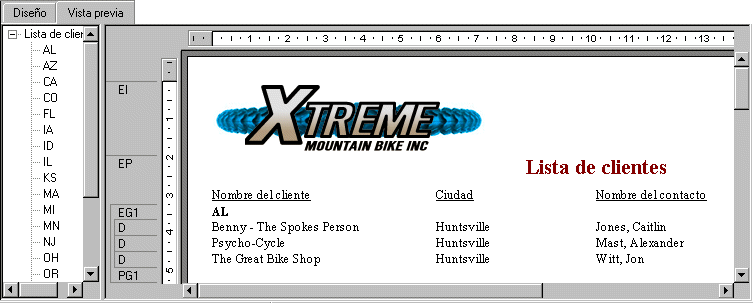 Diseño Vista previa
Lista de clier
AL
AZ
CA
CO
FL
IA
ID
IL
KS
MA
MI
MN
NJ
OH
OR
1 2 3 4 5 6 7 8 9 10 11 12 13
EI
EP
EG1
D
D
D
PG1
1
2
3
4
5
XTREME
MOUNTAIN BIKE INC
Lista de clientes
Nombre del cliente Ciudad Nombre del contacto
AL
Benny - The Spokes Person Huntsville Jones, Caitlin
Psycho-Cycle Huntsville Mast, Alexander
The Great Bike Shop Huntsville Witt, Jon